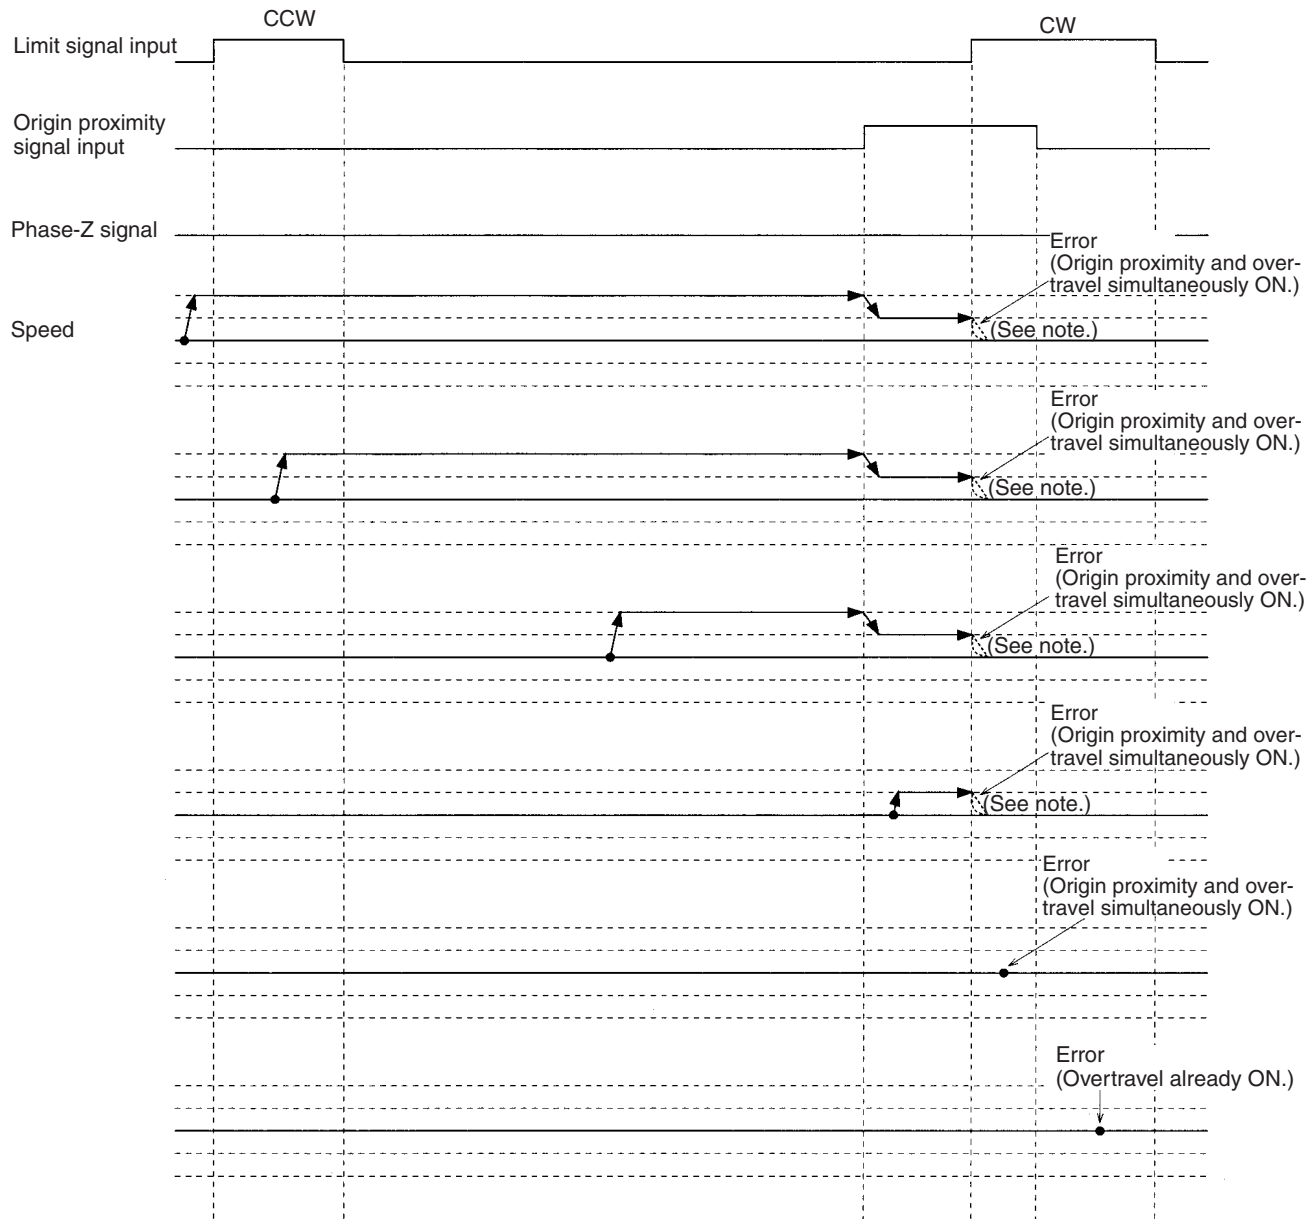 CCW
CW
Limit signal input
Origin proximity
signal input
Phase-Z signal
Error
(Origin proximity and over-
travel simultaneously ON.)
Speed
(See note.)
Error
(Origin proximity and over-
travel simultaneously ON.)
(See note.)
Error
(Origin proximity and over-
travel simultaneously ON.)
(See note.)
Error
(Origin proximity and over-
travel simultaneously ON.)
(See note.)
Error
(Origin proximity and over-
travel simultaneously ON.)
Error
(Overtravel already ON.)